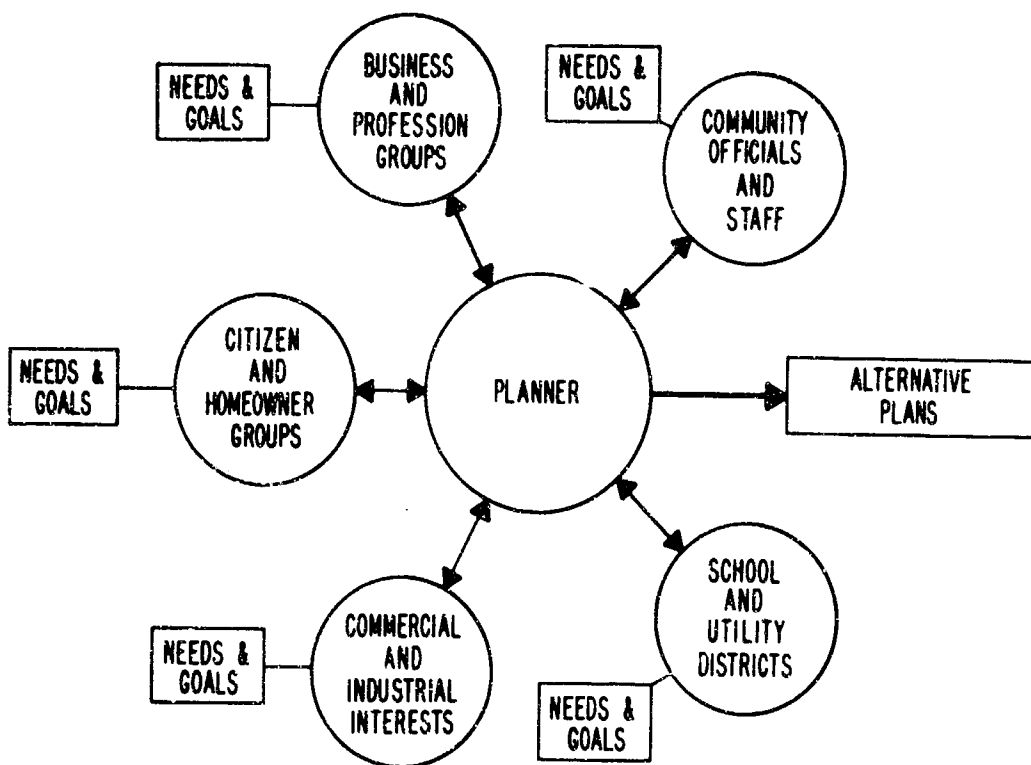 BUSINESS
AND
PROFESSION
GROUPS
NEEDS &
GOALS
NEEDS &
GOALS
COMMUNITY
OFFICIALS
AND
STAFF
CITIZEN
AND
HOMEOWNER
GROUPS
NEEDS &
GOALS
PLANNER
ALTERNATIVE
PLANS
COMMERCIAL
AND
INDUSTRIAL
INTERESTS
NEEDS &
GOALS
SCHOOL
AND
UTILITY
DISTRICTS
NEEDS &
GOALS